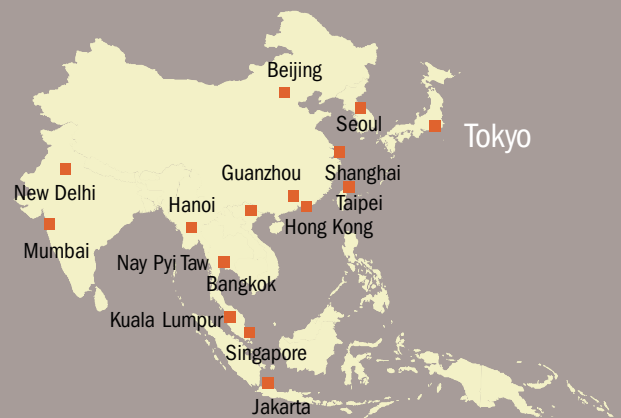 Beijing
Seoul
Tokyo
Guanzhou
Shanghai
New Delhi
Hanoi
Taipei
Hong Kong
Mumbai
Nay Pyi Taw
Bangkok
Kuala Lumpur
Singapore
Jakarta